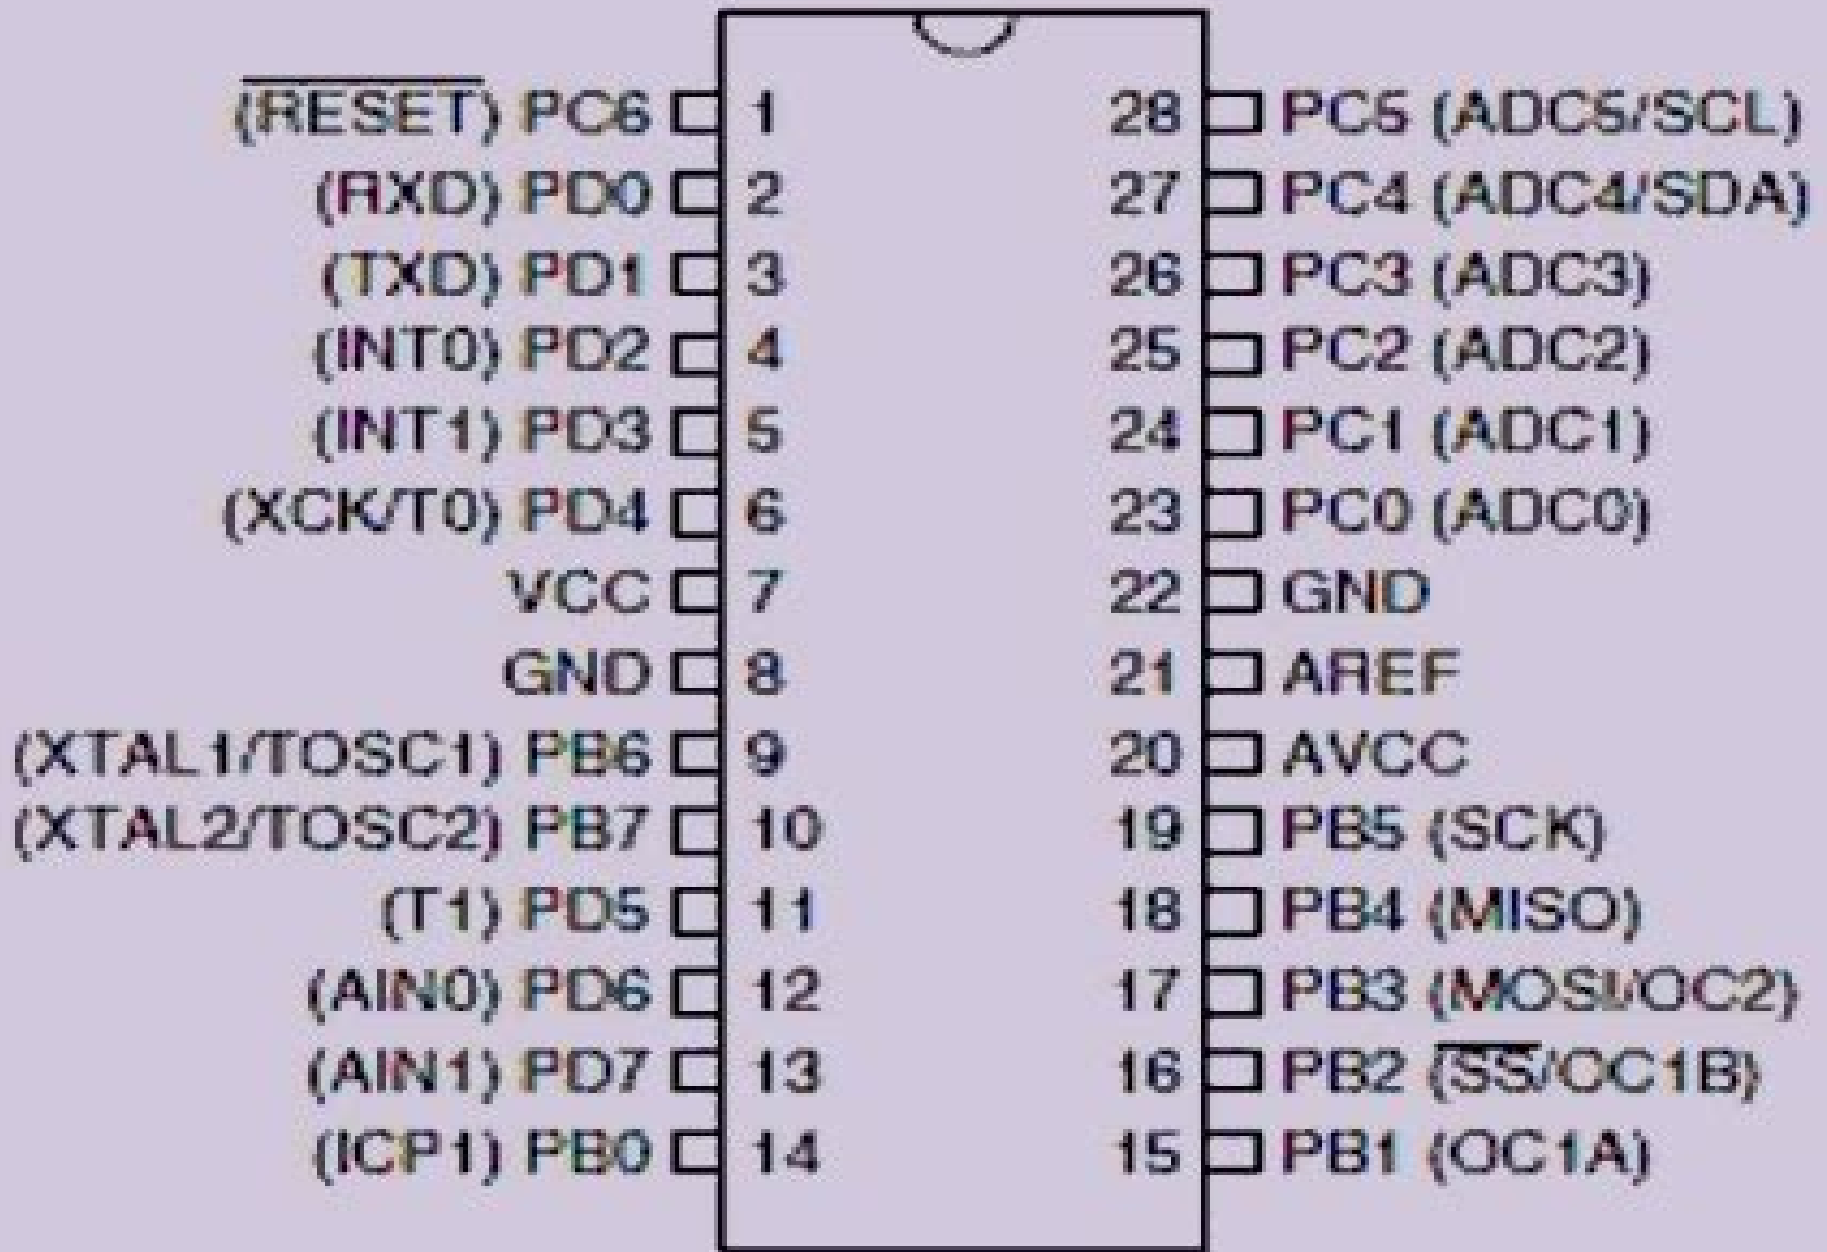 (RESET) PC6 1 28 PC5 (ADC5/SCL)
(RXD) PD0 2 27 PC4 (ADC4/SDA)
(TXD) PD1 3 26 PC3 (ADC3)
(INT0) PD2 4 25 PC2 (ADC2)
(INT1) PD3 5 24 PC1 (ADC1)
(XCK/T0) PD4 6 23 PC0 (ADC0)
VCC 7 22 GND
GND 8 21 AREF
(XTAL1/TOSC1) PB6 9 20 AVCC
(XTAL2/TOSC2) PB7 10 19 PB5 (SCK)
(T1) PD5 11 18 PB4 (MISO)
(AIN0) PD6 12 17 PB3 (MOSI/OC2)
(AIN1) PD7 13 16 PB2 (SS/OC1B)
(ICP1) PB0 14 15 PB1 (OC1A)